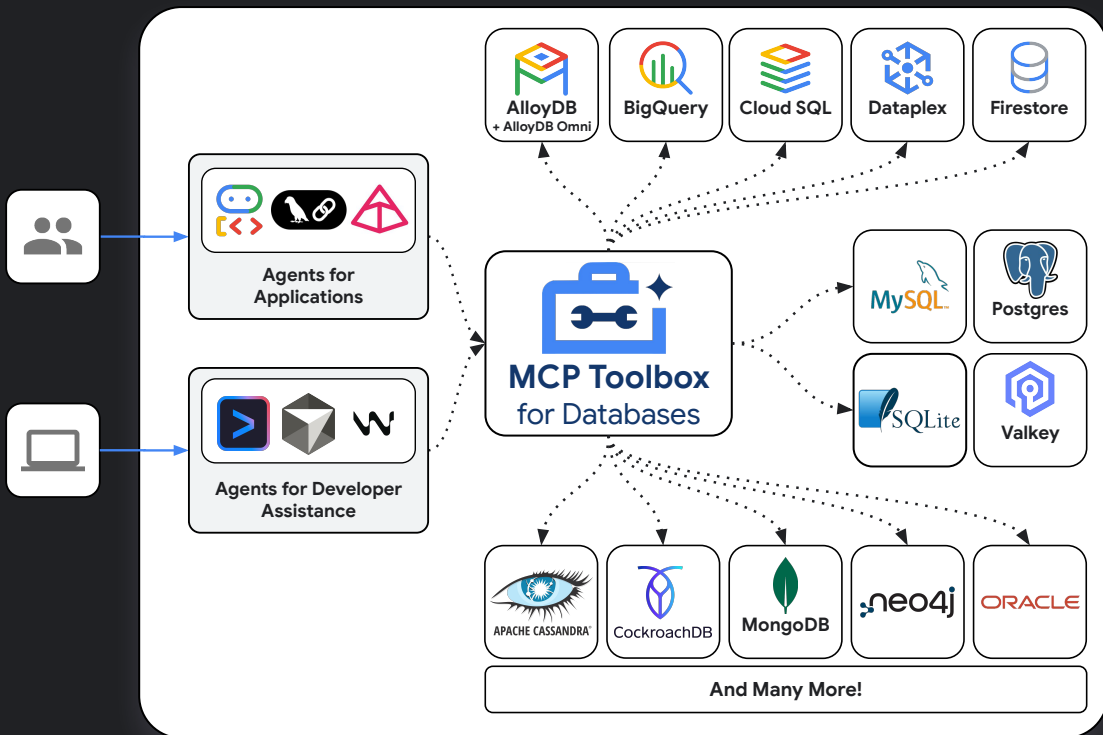 AlloyDB
+ AlloyDB Omni
BigQuery
Cloud SQL
Dataplex
Firestore
Agents for
Applications
MCP Toolbox
for Databases
MySQL™
Postgres
SQLite
Valkey
Agents for Developer
Assistance
APACHE CASSANDRA®
CockroachDB
MongoDB
neo4j
ORACLE
And Many More!